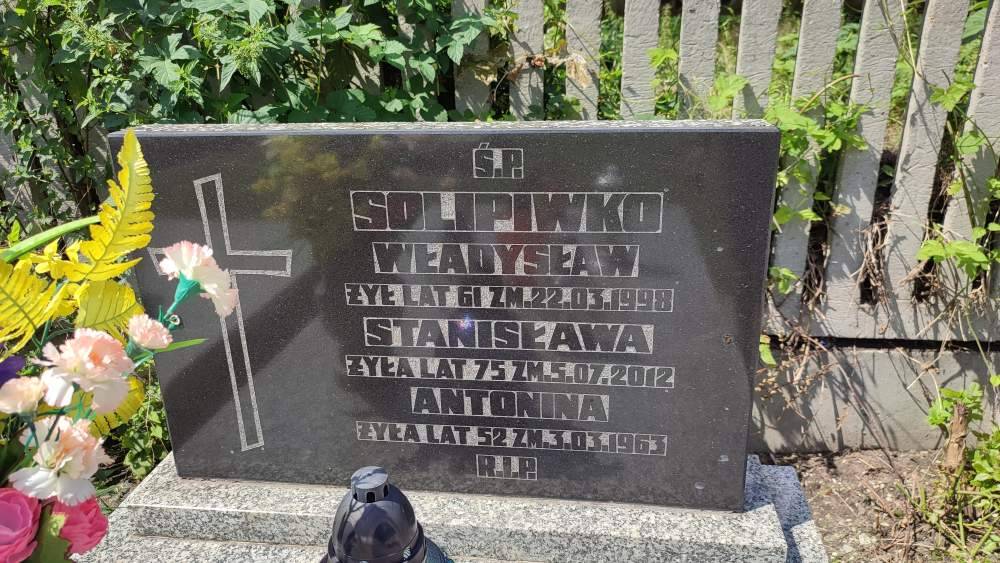 Ś.P.
SOLIPIWKO
WŁADYSŁAW
ŻYŁ LAT 61 ZM.22.03.1998
STANISŁAWA
ŻYŁA LAT 75 ZM.5.07.2012
ANTONINA
ŻYŁA LAT 52 ZM.3.03.1963
R.I.P.